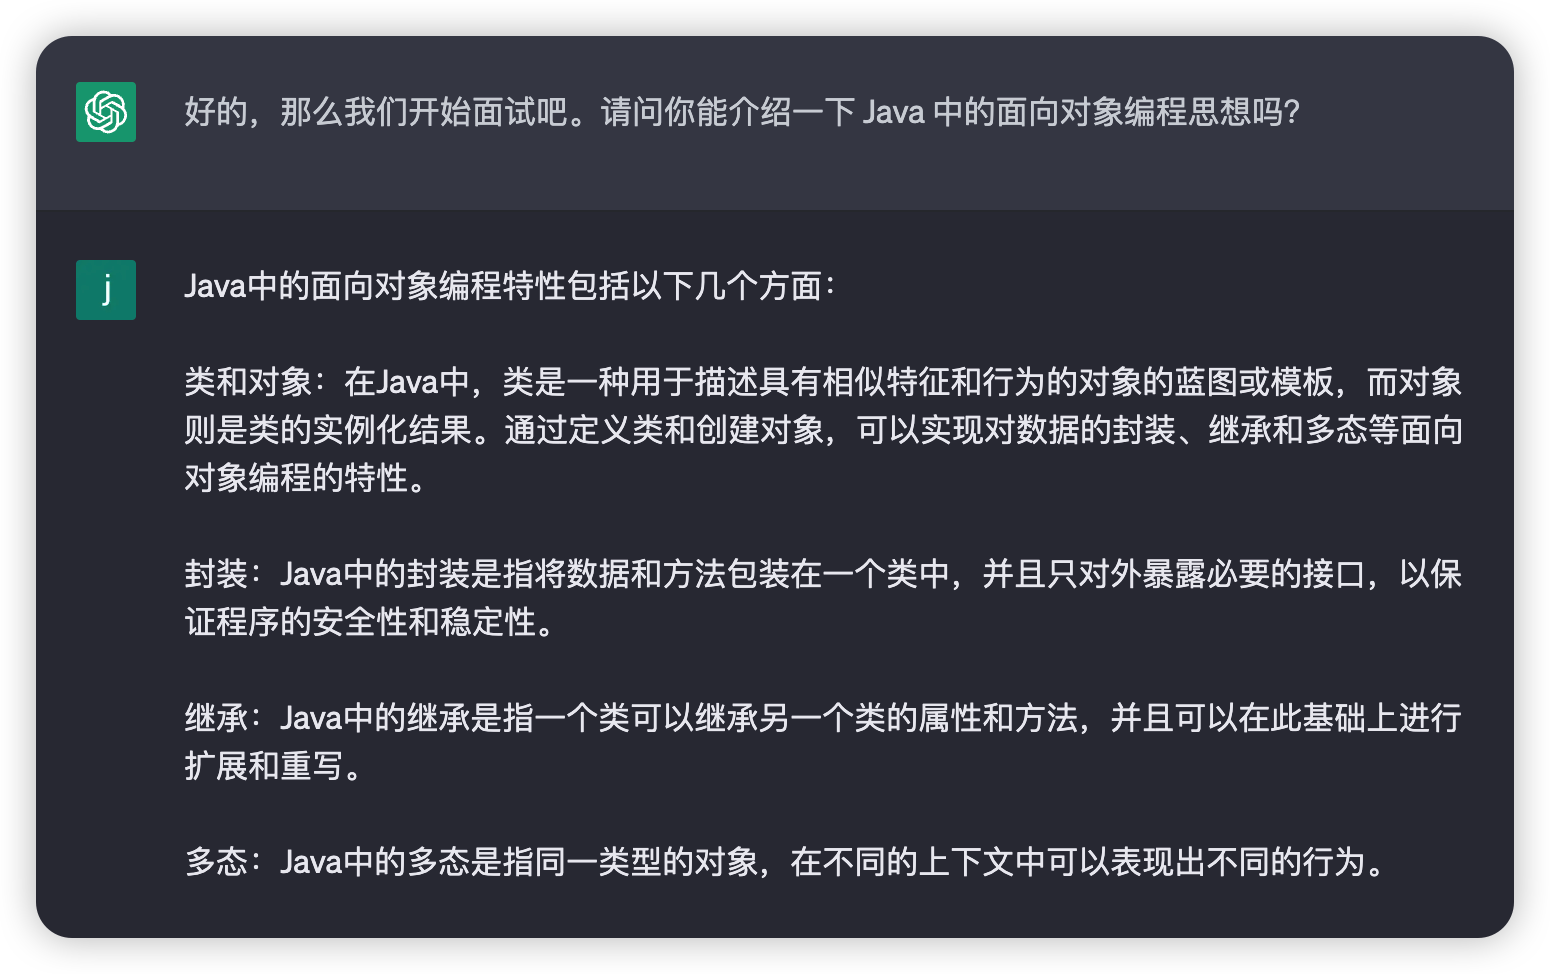 好的，那么我们开始面试吧。请问你能介绍一下 Java 中的面向对象编程思想吗？
j
Java中的面向对象编程特性包括以下几个方面：
类和对象：在Java中，类是一种用于描述具有相似特征和行为的对象的蓝图或模板，而对象
则是类的实例化结果。通过定义类和创建对象，可以实现对数据的封装、继承和多态等面向
对象编程的特性。
封装：Java中的封装是指将数据和方法包装在一个类中，并且只对外暴露必要的接口，以保
证程序的安全性和稳定性。
继承：Java中的继承是指一个类可以继承另一个类的属性和方法，并且可以在此基础上进行
扩展和重写。
多态：Java中的多态是指同一类型的对象，在不同的上下文中可以表现出不同的行为。